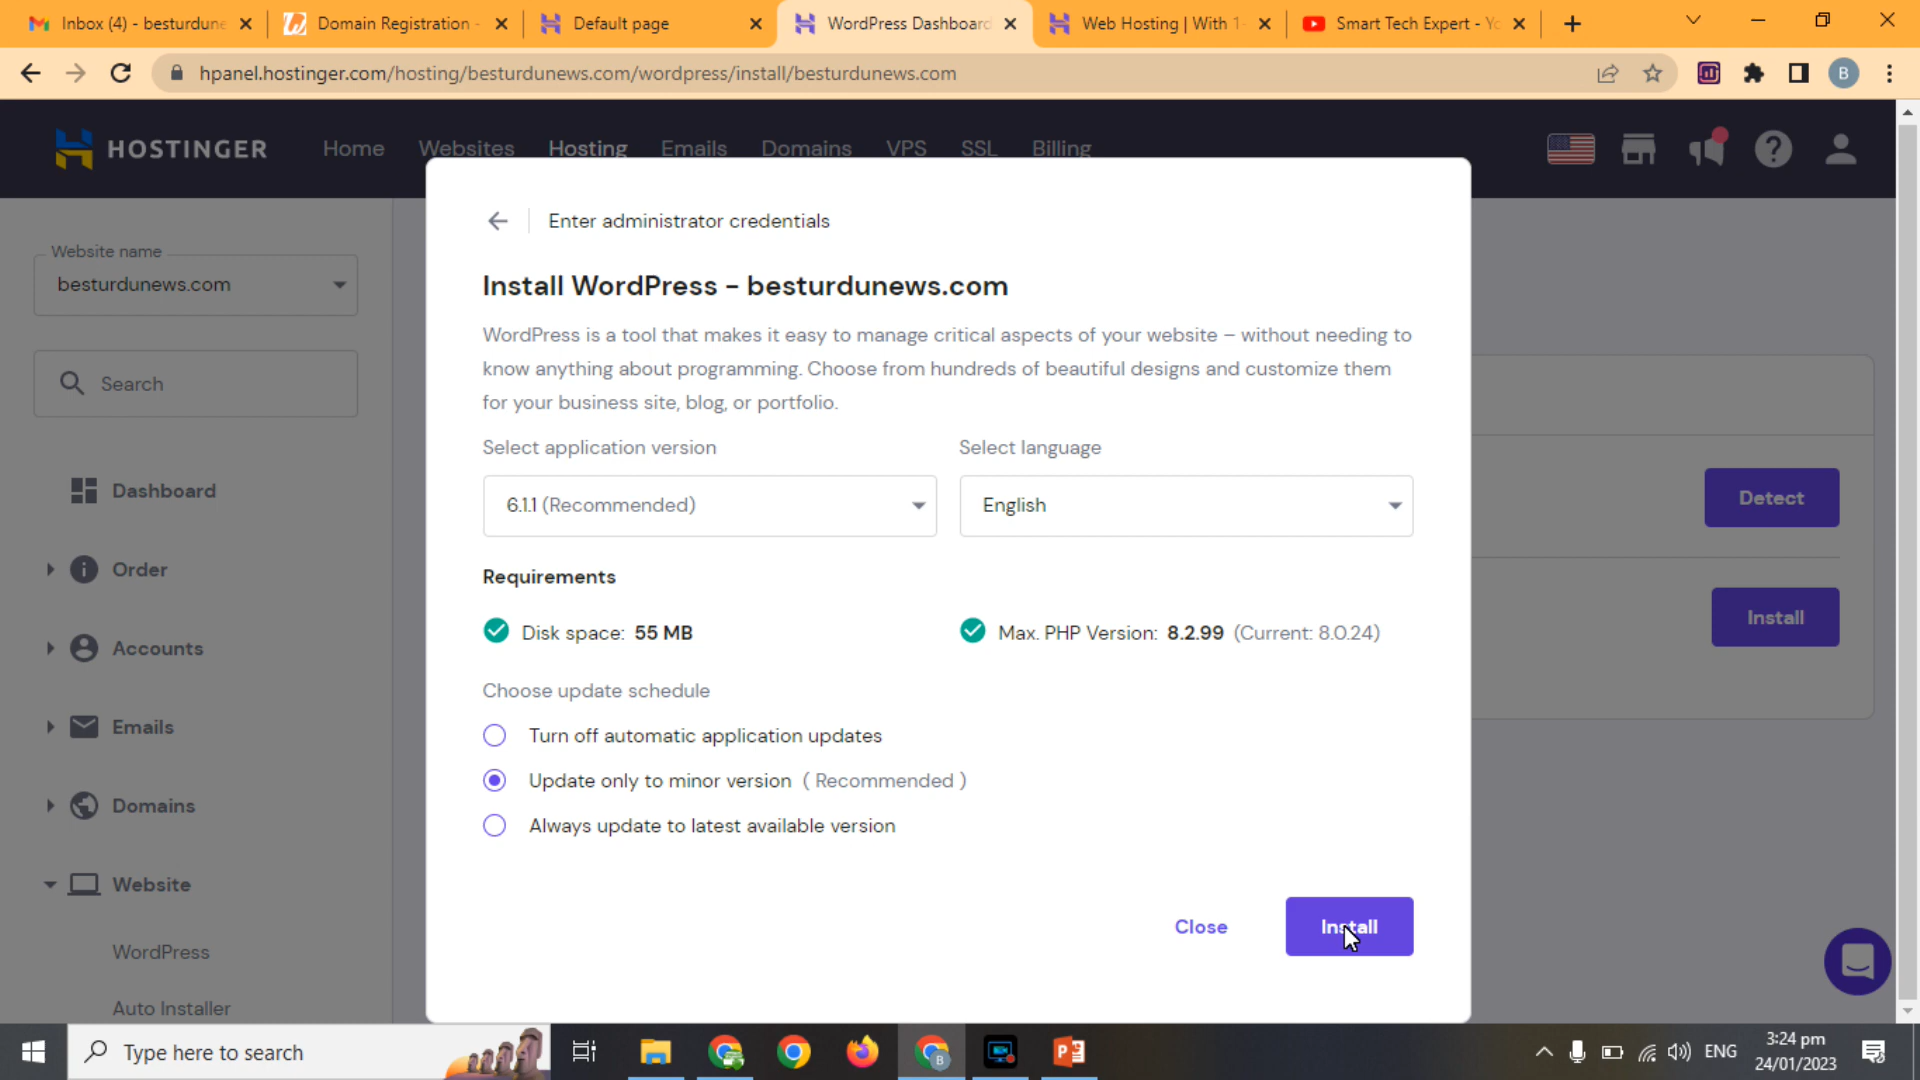 Inbox (4) - besturdune
Domain Registration -
Default page
WordPress Dashboard
Web Hosting | With 1-
Smart Tech Expert - Yo
hpanel.hostinger.com/hosting/besturdunews.com/wordpress/install/besturdunews.com
B
HOSTINGER
Home
Websites
Hosting
Emails
Domains
VPS
SSL
Billing
Website name
besturdunews.com
Search
Dashboard
Order
Accounts
Emails
Domains
Website
WordPress
Auto Installer
Enter administrator credentials
Install WordPress - besturdunews.com
WordPress is a tool that makes it easy to manage critical aspects of your website – without needing to
know anything about programming. Choose from hundreds of beautiful designs and customize them
for your business site, blog, or portfolio.
Select application version
Select language
6.1.1 (Recommended)
English
Requirements
Disk space: 55 MB
Max. PHP Version: 8.2.99 (Current: 8.0.24)
Choose update schedule
Turn off automatic application updates
Update only to minor version ( Recommended )
Always update to latest available version
Close
Install
Detect
Install
Type here to search
B
ENG
3:24 pm
24/01/2023